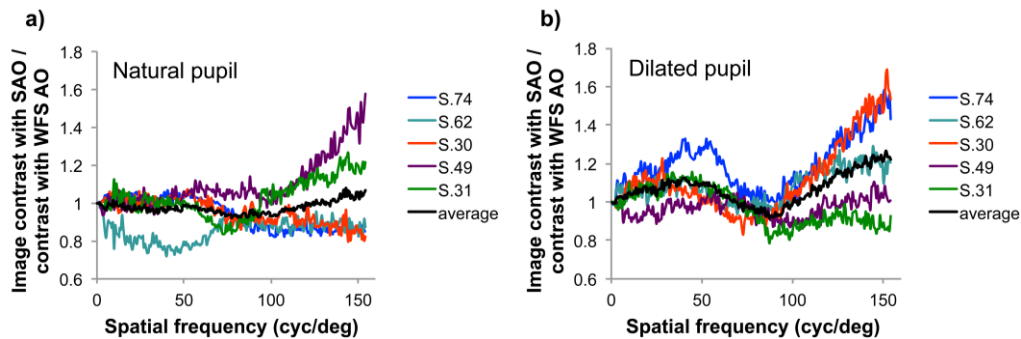 a)
Image contrast with SAO /
contrast with WFS AO
1.8
1.6
1.4
1.2
1
0.8
0.6
Natural pupil
0
50
100
150
Spatial frequency (cyc/deg)
S.74
S.62
S.30
S.49
S.31
average
b)
Image contrast with SAO /
contrast with WFS AO
1.8
1.6
1.4
1.2
1
0.8
0.6
Dilated pupil
0
50
100
150
Spatial frequency (cyc/deg)
S.74
S.62
S.30
S.49
S.31
average